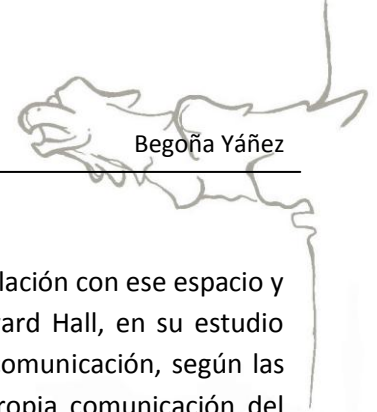 Begoña Yáñez
lación con ese espacio y
ard Hall, en su estudio
omunicación, según las
ropia comunicación del